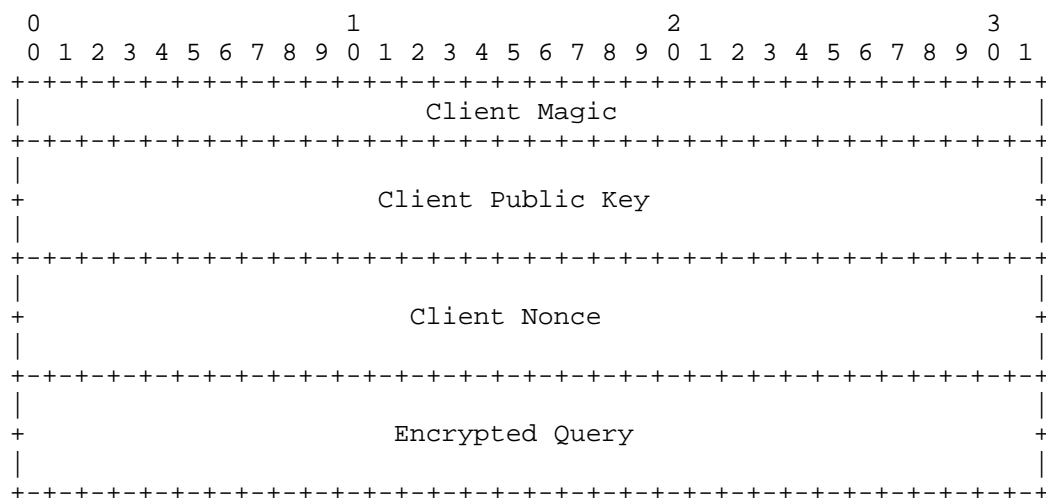 0                   1                   2                   3
 0 1 2 3 4 5 6 7 8 9 0 1 2 3 4 5 6 7 8 9 0 1 2 3 4 5 6 7 8 9 0 1
+-+-+-+-+-+-+-+-+-+-+-+-+-+-+-+-+-+-+-+-+-+-+-+-+-+-+-+-+-+-+-+-+
|                         Client Magic                          |
+-+-+-+-+-+-+-+-+-+-+-+-+-+-+-+-+-+-+-+-+-+-+-+-+-+-+-+-+-+-+-+-+
|                                                               |
+                      Client Public Key                        +
|                                                               |
+-+-+-+-+-+-+-+-+-+-+-+-+-+-+-+-+-+-+-+-+-+-+-+-+-+-+-+-+-+-+-+-+
|                                                               |
+                        Client Nonce                           +
|                                                               |
+-+-+-+-+-+-+-+-+-+-+-+-+-+-+-+-+-+-+-+-+-+-+-+-+-+-+-+-+-+-+-+-+
|                                                               |
+                       Encrypted Query                         +
|                                                               |
+-+-+-+-+-+-+-+-+-+-+-+-+-+-+-+-+-+-+-+-+-+-+-+-+-+-+-+-+-+-+-+-+